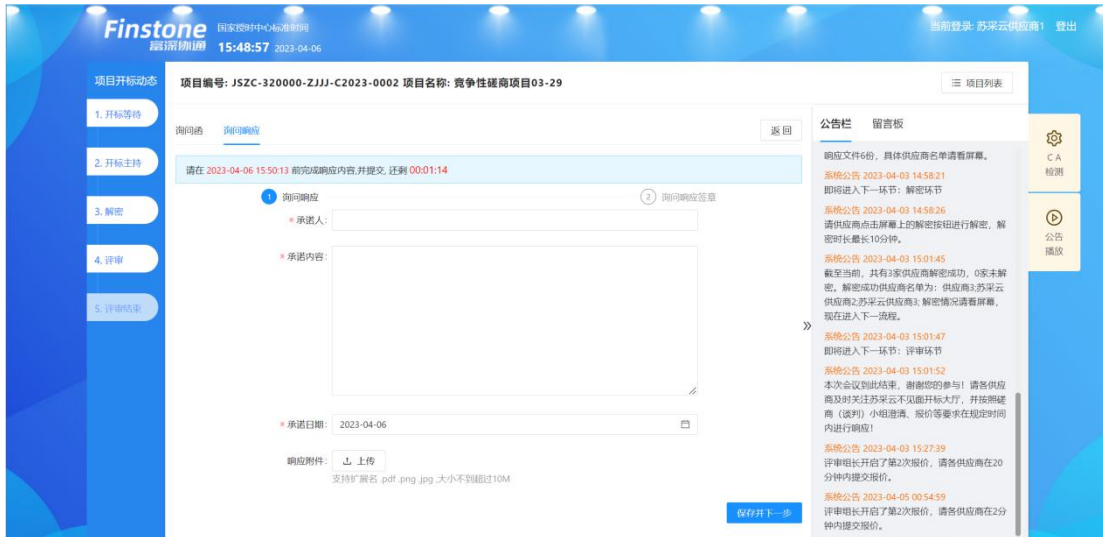 Finstone
富深协通
国家授时中心标准时间
15:48:57 2023-04-06
当前登录: 苏采云供应商1 登出
项目开标动态
1. 开标等待
2. 开标主持
3. 解密
4. 评审
5. 评审结束
项目编号: JSZC-320000-ZJJJ-C2023-0002 项目名称: 竞争性磋商项目03-29
项目列表
询问函 询问响应
返 回
请在 2023-04-06 15:50:13 前完成响应内容,并提交, 还剩 00:01:14
1 询问响应
2 询问响应签章
* 承诺人:
* 承诺内容:
* 承诺日期: 2023-04-06
响应附件: 上传
支持扩展名 .pdf .png .jpg ,大小不到超过10M
保存并下一步
»
公告栏 留言板
响应文件6份，具体供应商名单请看屏幕。
系统公告 2023-04-03 14:58:21
即将进入下一环节：解密环节
系统公告 2023-04-03 14:58:26
请供应商点击屏幕上的解密按钮进行解密，解
密时长最长10分钟。
系统公告 2023-04-03 15:01:45
截至当前，共有3家供应商解密成功，0家未解
密。解密成功供应商名单为：供应商3;苏采云
供应商2;苏采云供应商3; 解密情况请看屏幕，
现在进入下一流程。
系统公告 2023-04-03 15:01:47
即将进入下一环节：评审环节
系统公告 2023-04-03 15:01:52
本次会议到此结束，谢谢您的参与！请各供应
商及时关注苏采云不见面开标大厅，并按照磋
商（谈判）小组澄清、报价等要求在规定时间
内进行响应！
系统公告 2023-04-03 15:27:39
评审组长开启了第2次报价，请各供应商在20
分钟内提交报价。
系统公告 2023-04-05 00:54:59
评审组长开启了第2次报价，请各供应商在2分
钟内提交报价。
CA
检测
公告
播放